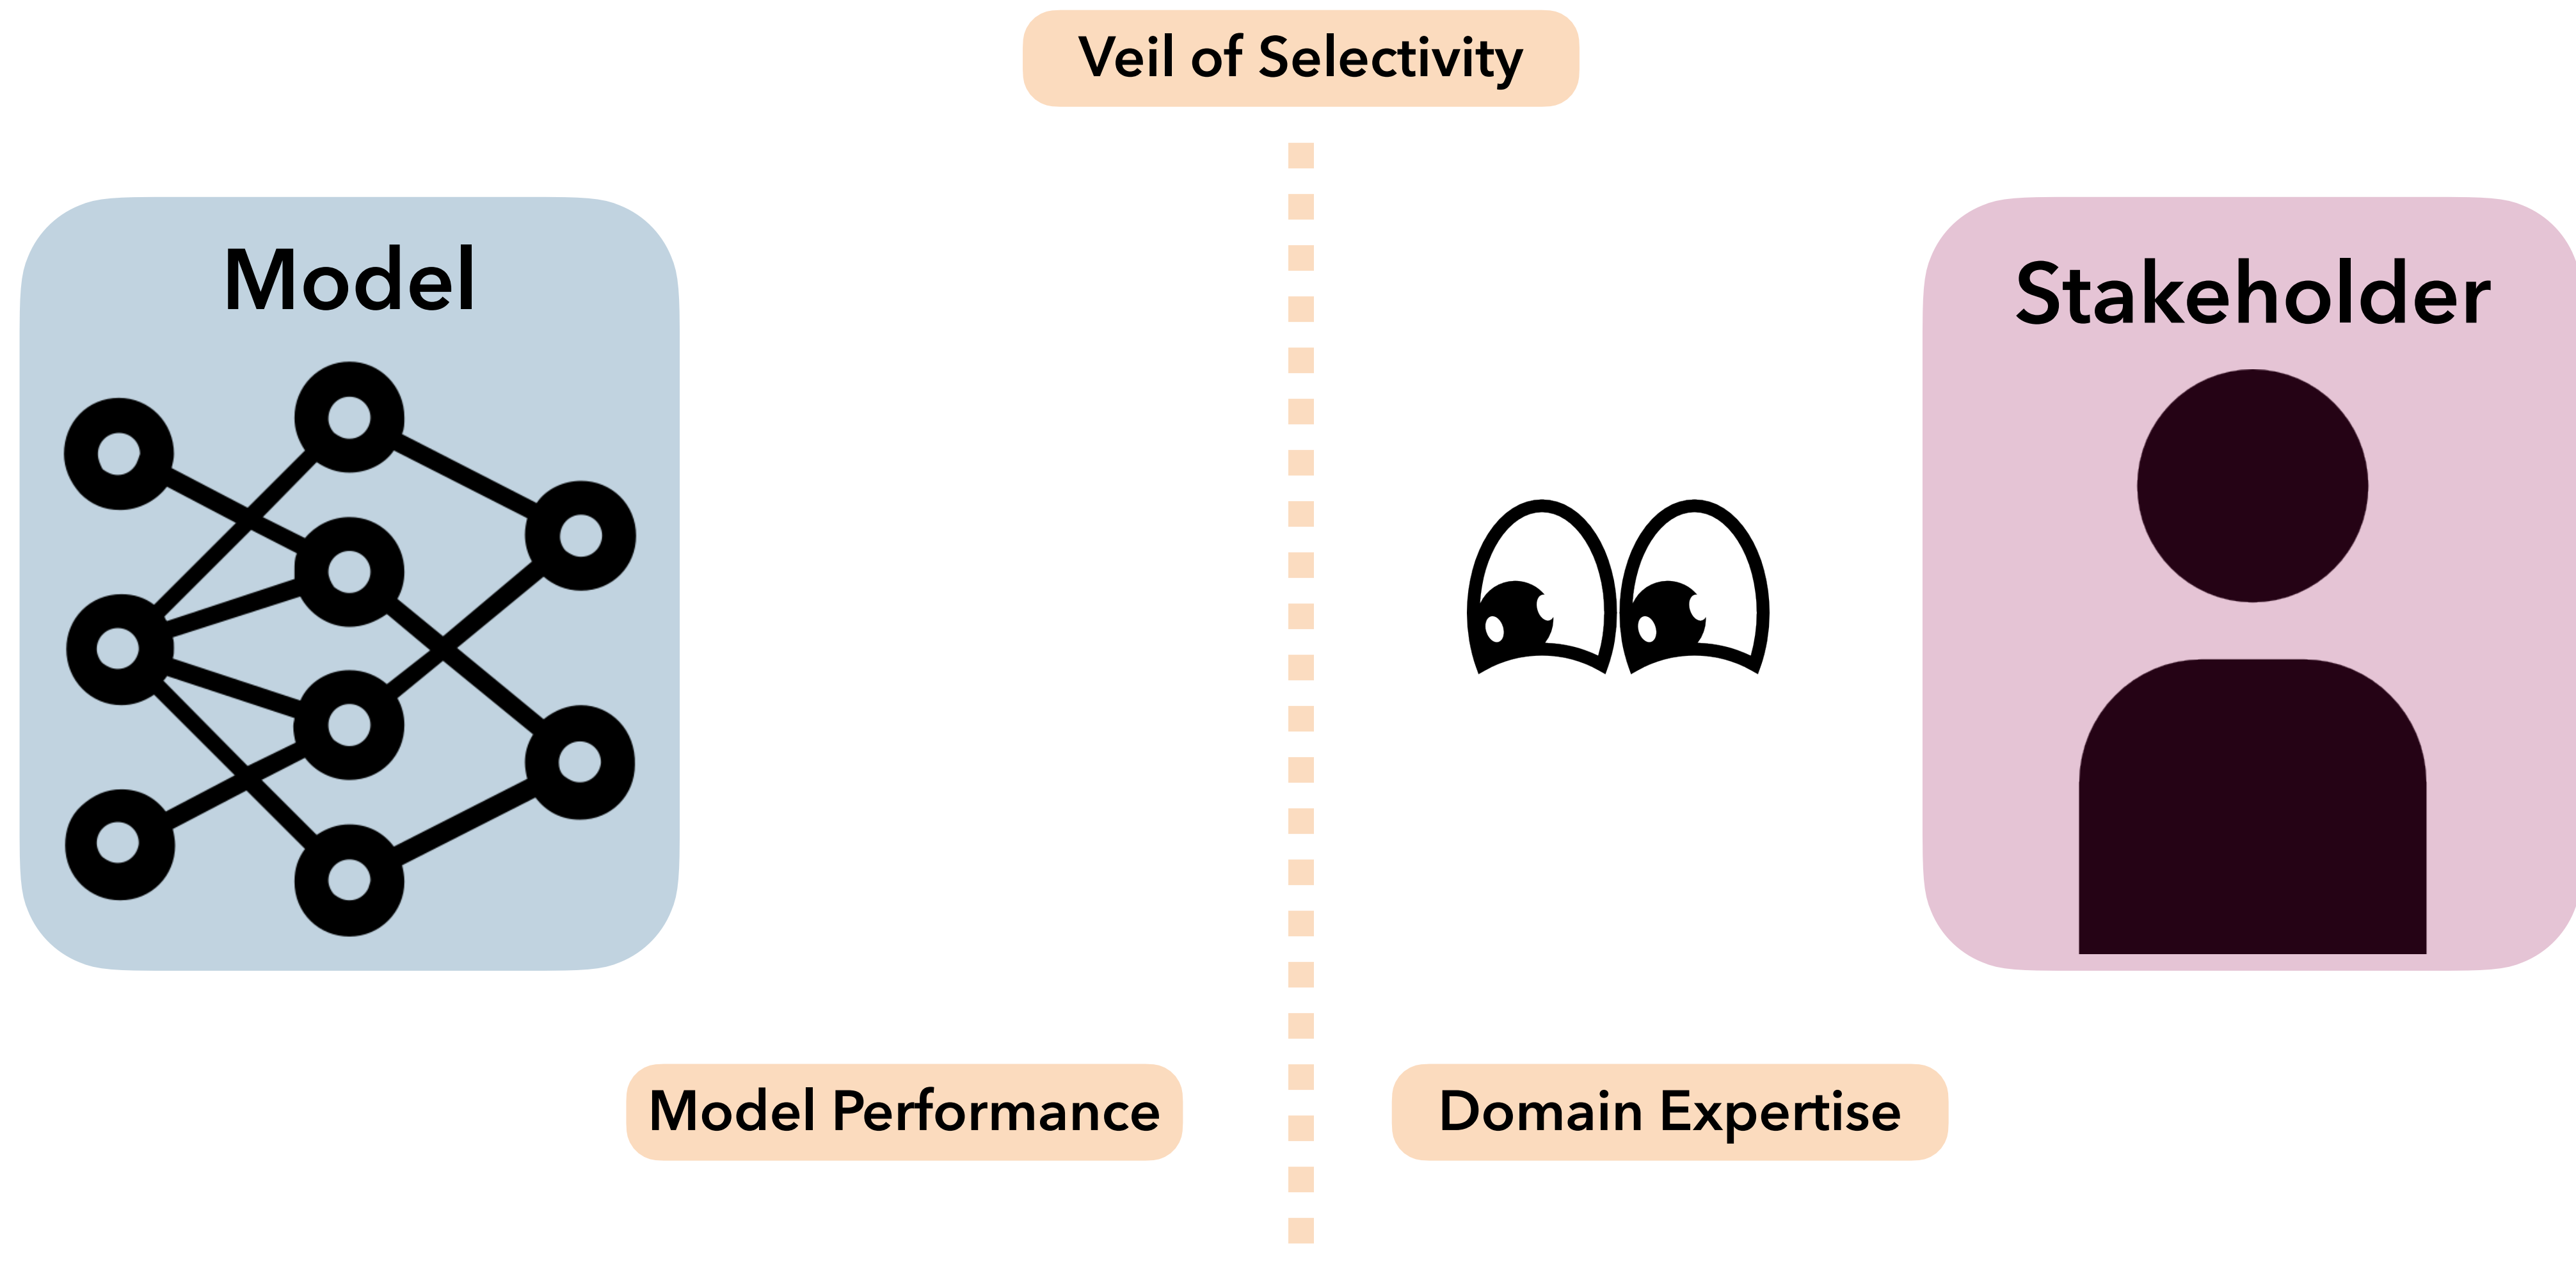 Veil of Selectivity
Model
Stakeholder
Model Performance
Domain Expertise